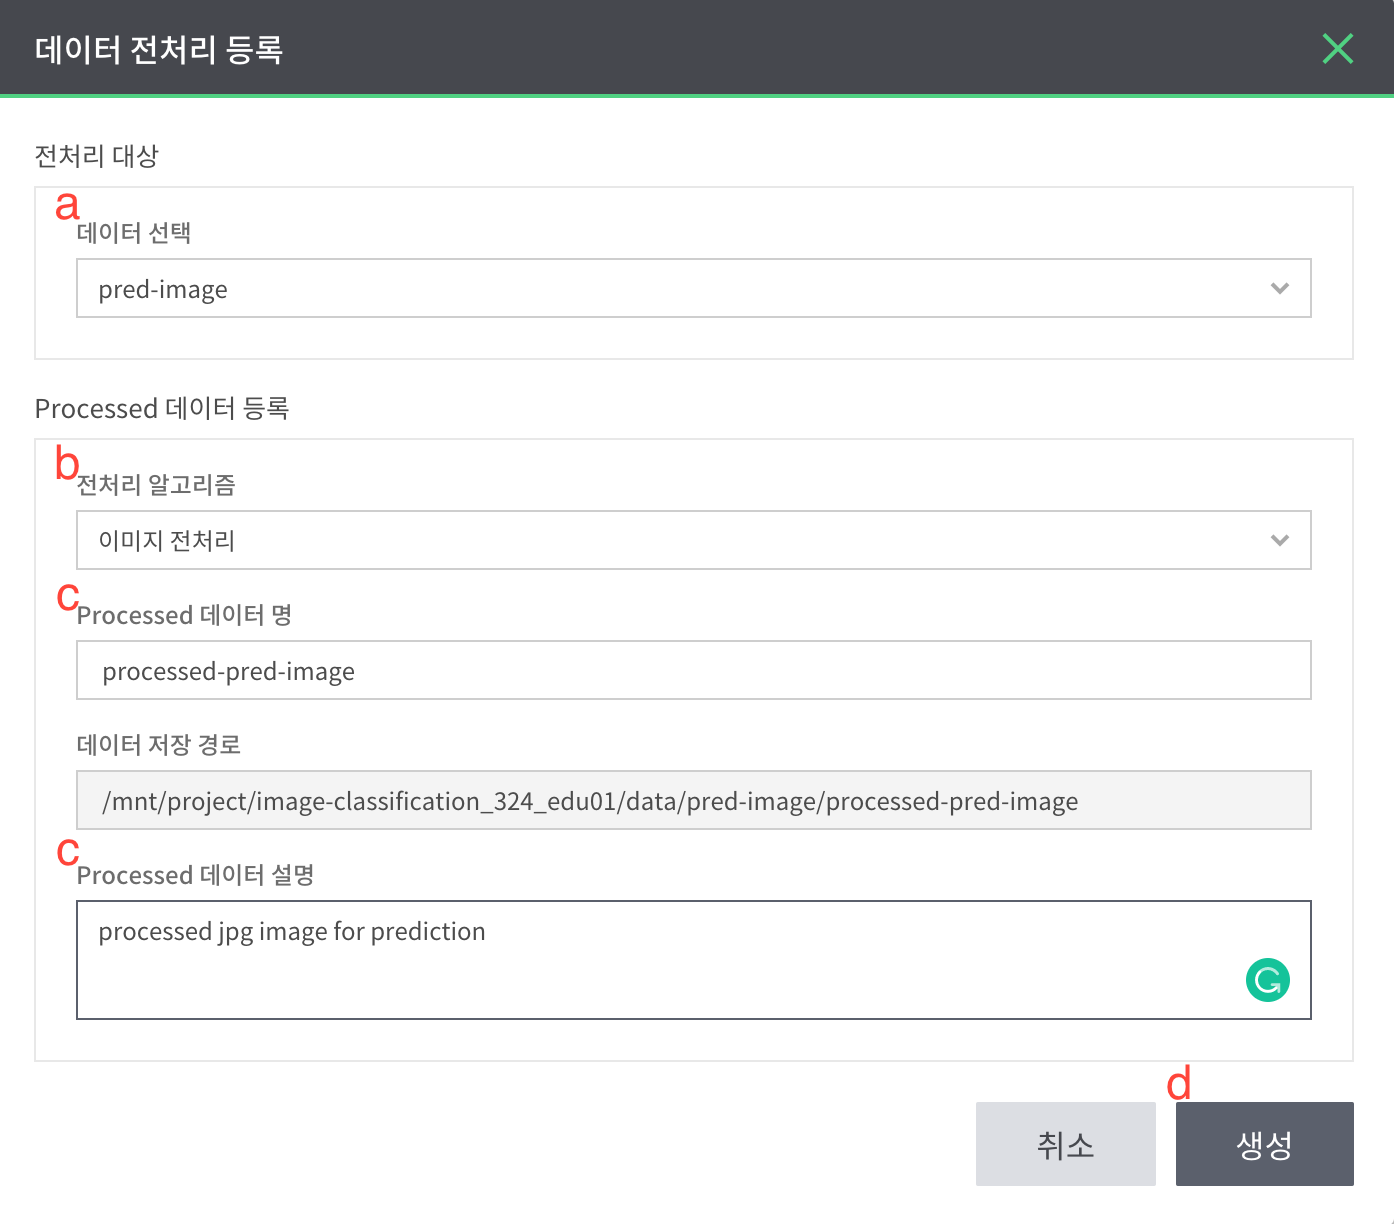 데이터 전처리 등록
전처리 대상
a
데이터 선택
pred-image
Processed 데이터 등록
b
전처리 알고리즘
이미지 전처리
c
Processed 데이터 명
processed-pred-image
데이터 저장 경로
/mnt/project/image-classification_324_edu01/data/pred-image/processed-pred-image
c
Processed 데이터 설명
processed jpg image for prediction
d
취소 생성